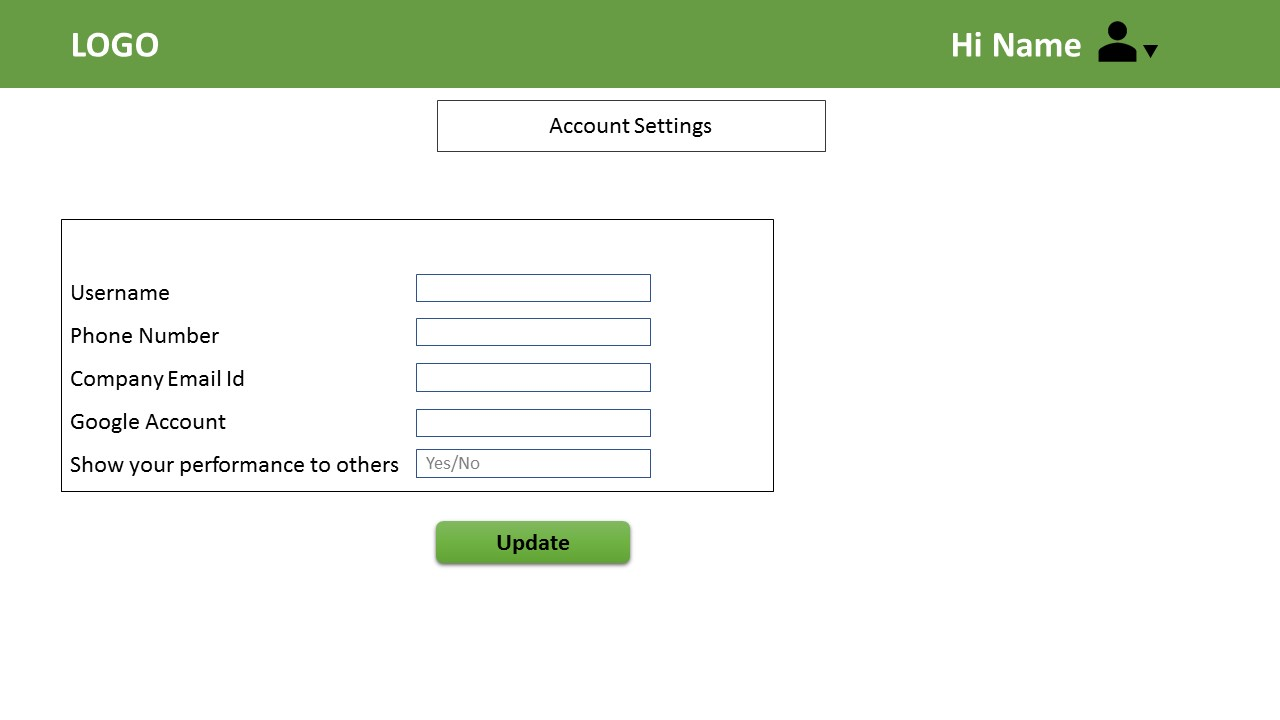 LOGO
Hi Name
Account Settings
Username
Phone Number
Company Email Id
Google Account
Show your performance to others
Yes/No
Update